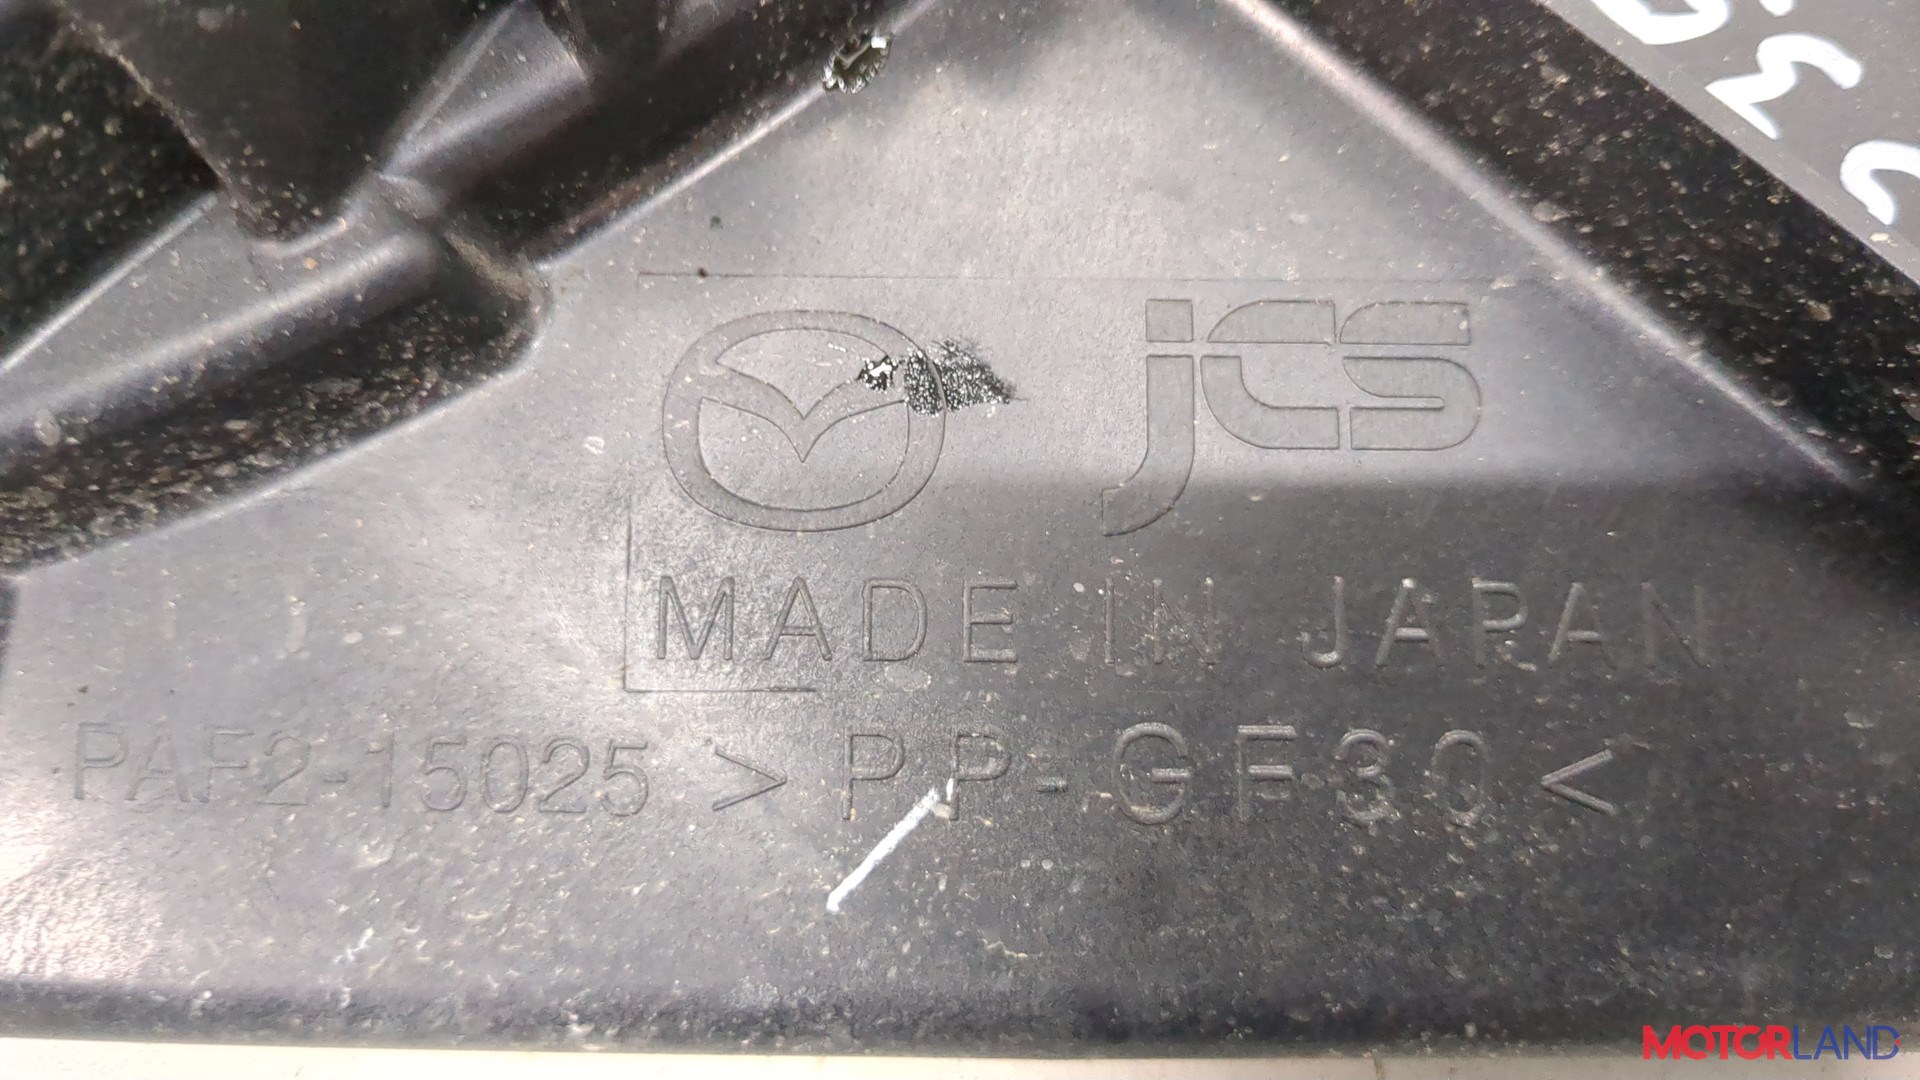 jcs
MADE IN JAPAN
PAF2-15025 >PP-GF30<
MOTORLAND